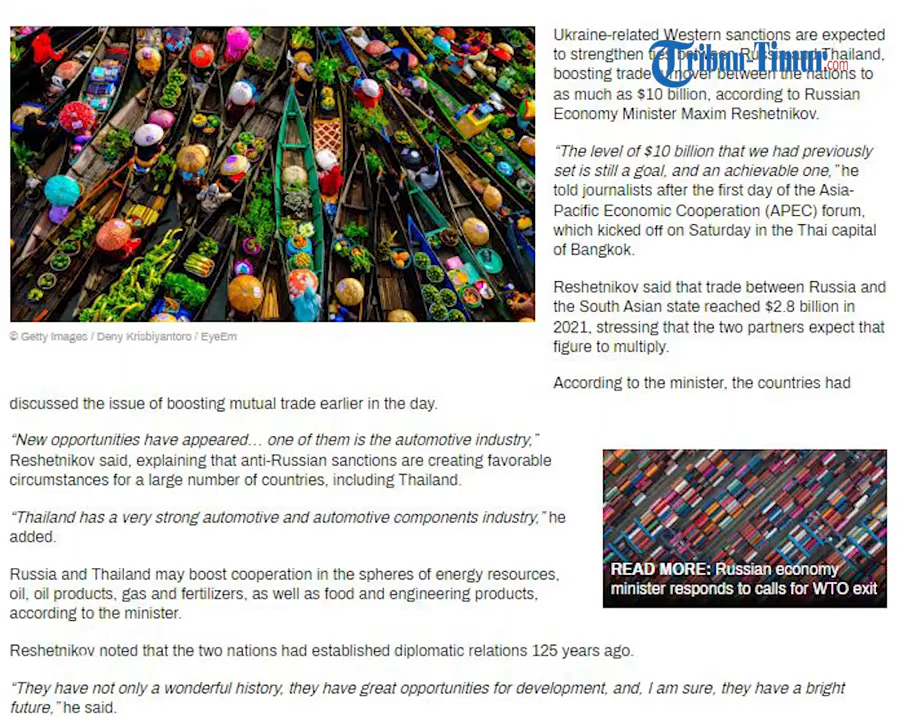 Ukraine-related Western sanctions are expected
to strengthen ties between Russia and Thailand,
boosting trade turnover between the nations to
as much as $10 billion, according to Russian
Economy Minister Maxim Reshetnikov.
Tribun-Timur.com
“The level of $10 billion that we had previously
set is still a goal, and an achievable one,” he
told journalists after the first day of the Asia-
Pacific Economic Cooperation (APEC) forum,
which kicked off on Saturday in the Thai capital
of Bangkok.
Reshetnikov said that trade between Russia and
the South Asian state reached $2.8 billion in
2021, stressing that the two partners expect that
figure to multiply.
© Getty Images / Deny Krisbiyantoro / EyeEm
According to the minister, the countries had
discussed the issue of boosting mutual trade earlier in the day.
“New opportunities have appeared… one of them is the automotive industry,”
Reshetnikov said, explaining that anti-Russian sanctions are creating favorable
circumstances for a large number of countries, including Thailand.
“Thailand has a very strong automotive and automotive components industry,” he
added.
READ MORE: Russian economy
minister responds to calls for WTO exit
Russia and Thailand may boost cooperation in the spheres of energy resources,
oil, oil products, gas and fertilizers, as well as food and engineering products,
according to the minister.
Reshetnikov noted that the two nations had established diplomatic relations 125 years ago.
“They have not only a wonderful history, they have great opportunities for development, and, I am sure, they have a bright
future,” he said.